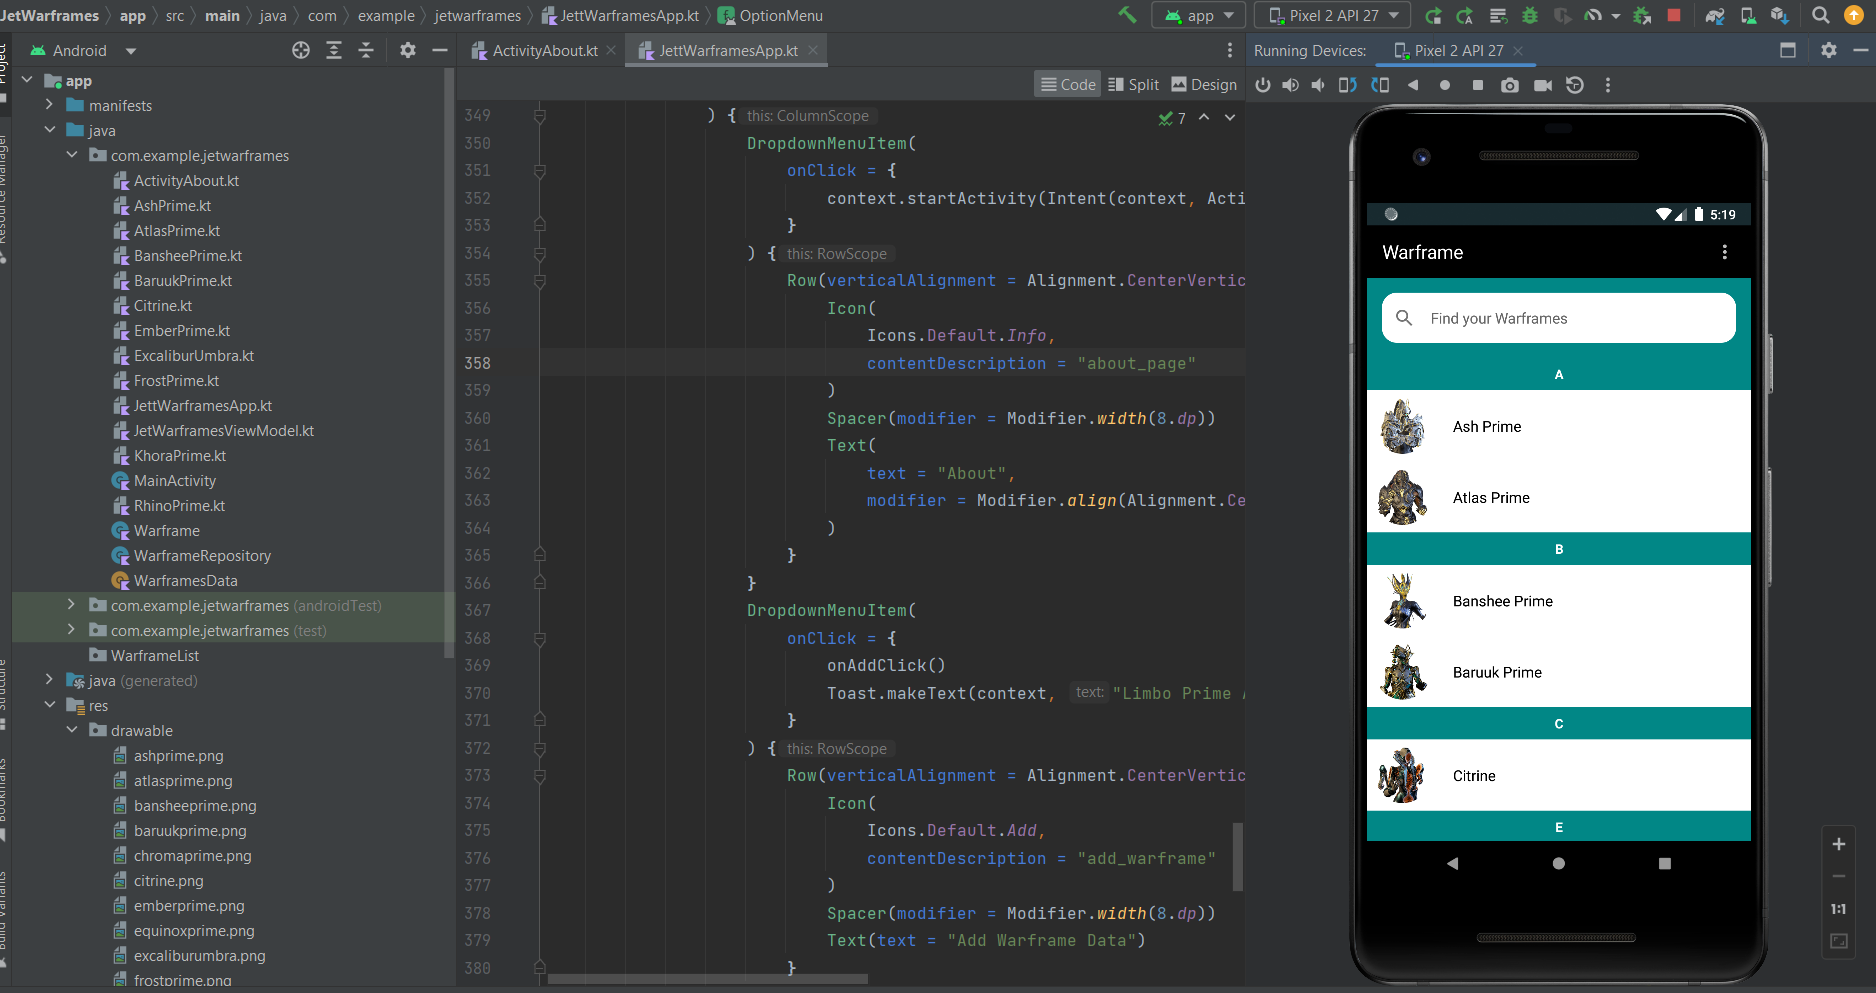 JetWarframes app src main java com example jetwarframes JettWarframesApp.kt OptionMenu
app Pixel 2 API 27
Project
Android
ActivityAbout.kt JettWarframesApp.kt
Running Devices: Pixel 2 API 27
Code Split Design
7
app
manifests
java
com.example.jetwarframes
ActivityAbout.kt
AshPrime.kt
AtlasPrime.kt
BansheePrime.kt
BaruukPrime.kt
Citrine.kt
EmberPrime.kt
ExcaliburUmbra.kt
FrostPrime.kt
JettWarframesApp.kt
JetWarframesViewModel.kt
KhoraPrime.kt
MainActivity
RhinoPrime.kt
Warframe
WarframeRepository
WarframesData
com.example.jetwarframes (androidTest)
com.example.jetwarframes (test)
WarframeList
java (generated)
res
drawable
ashprime.png
atlasprime.png
bansheeprime.png
baruukprime.png
chromaprime.png
citrine.png
emberprime.png
equinoxprime.png
excaliburumbra.png
frostprime.png
Resource Manager
Structure
Bookmarks
Build Variants
349 ) { this: ColumnScope
350 DropdownMenuItem(
351 onClick = {
352 context.startActivity(Intent(context, Acti
353 }
354 ) { this: RowScope
355 Row(verticalAlignment = Alignment.CenterVertic
356 Icon(
357 Icons.Default.Info,
358 contentDescription = "about_page"
359 )
360 Spacer(modifier = Modifier.width(8.dp))
361 Text(
362 text = "About",
363 modifier = Modifier.align(Alignment.Ce
364 )
365 }
366 }
367 DropdownMenuItem(
368 onClick = {
369 onAddClick()
370 Toast.makeText(context, text: "Limbo Prime A
371 }
372 ) { this: RowScope
373 Row(verticalAlignment = Alignment.CenterVertic
374 Icon(
375 Icons.Default.Add,
376 contentDescription = "add_warframe"
377 )
378 Spacer(modifier = Modifier.width(8.dp))
379 Text(text = "Add Warframe Data")
380 }
5:19
Warframe
Find your Warframes
A
Ash Prime
Atlas Prime
B
Banshee Prime
Baruuk Prime
C
Citrine
E
1:1